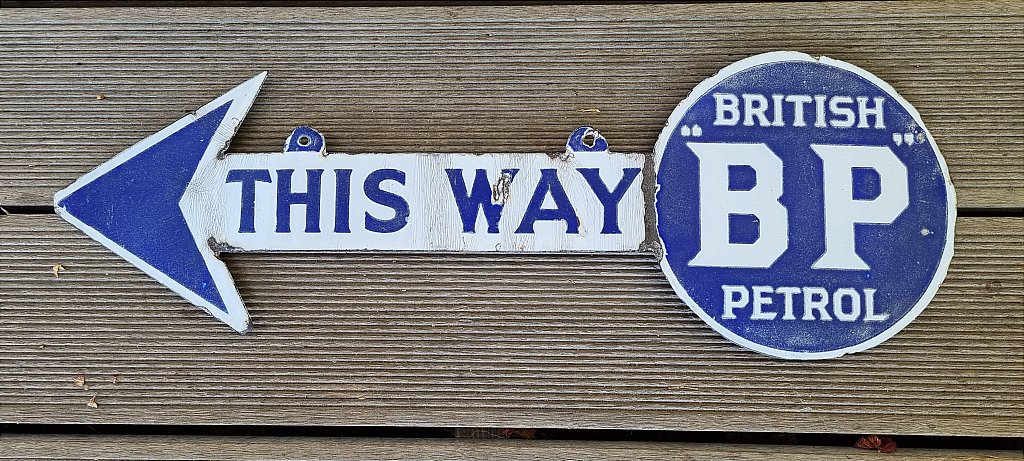 THIS WAY
BRITISH
"BP"
PETROL